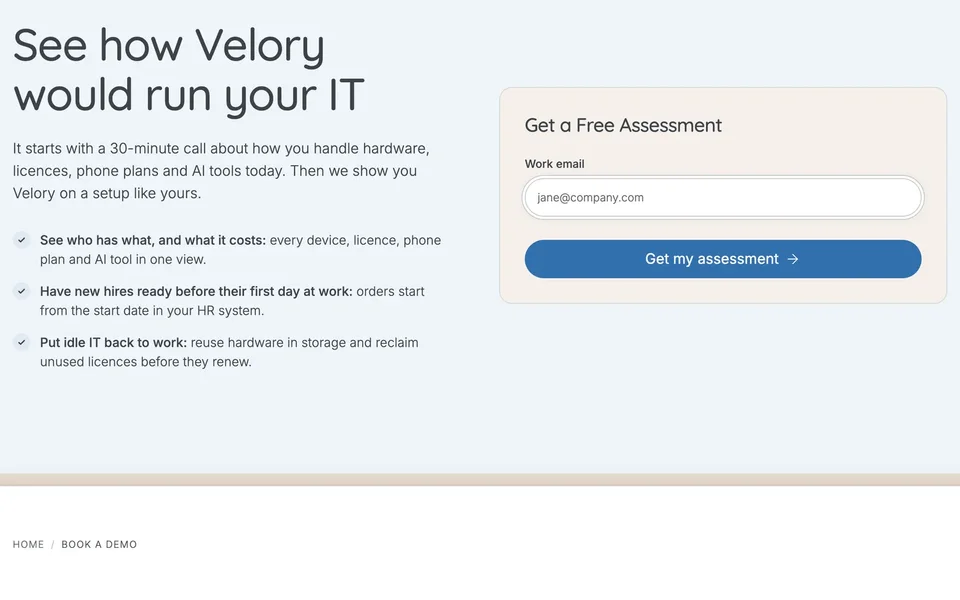 See how Velory
would run your IT
It starts with a 30-minute call about how you handle hardware,
licences, phone plans and AI tools today. Then we show you
Velory on a setup like yours.
See who has what, and what it costs: every device, licence, phone
plan and AI tool in one view.
Have new hires ready before their first day at work: orders start
from the start date in your HR system.
Put idle IT back to work: reuse hardware in storage and reclaim
unused licences before they renew.
Get a Free Assessment
Work email
jane@company.com
Get my assessment →
HOME / BOOK A DEMO